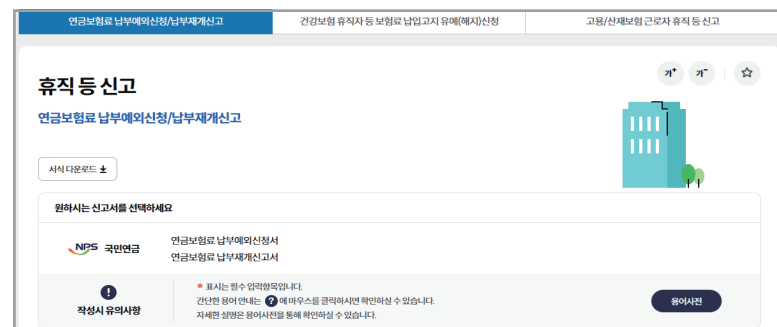 연금보험료 납부예외신청/납부재개신고
건강보험 휴직자 등 보험료 납입고지 유예(해지)신청
고용/산재보험 근로자 휴직 등 신고
휴직 등 신고
가+ 가-
연금보험료 납부예외신청/납부재개신고
서식 다운로드
원하시는 신고서를 선택하세요
NPS 국민연금
연금보험료 납부예외신청서
연금보험료 납부재개신고서
작성시 유의사항
* 표시는 필수 입력항목입니다.
간단한 용어 안내는 ? 에 마우스를 클릭하시면 확인하실 수 있습니다.
자세한 설명은 용어사전을 통해 확인하실 수 있습니다.
용어사전